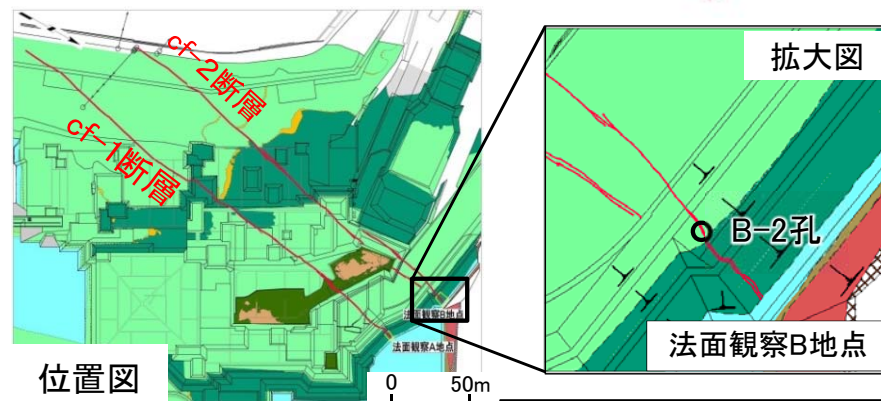 cf-2断層
cf-1断層
法面観察B地点
法面観察A地点
位置図
0 50m
拡大図
B-2孔
法面観察B地点